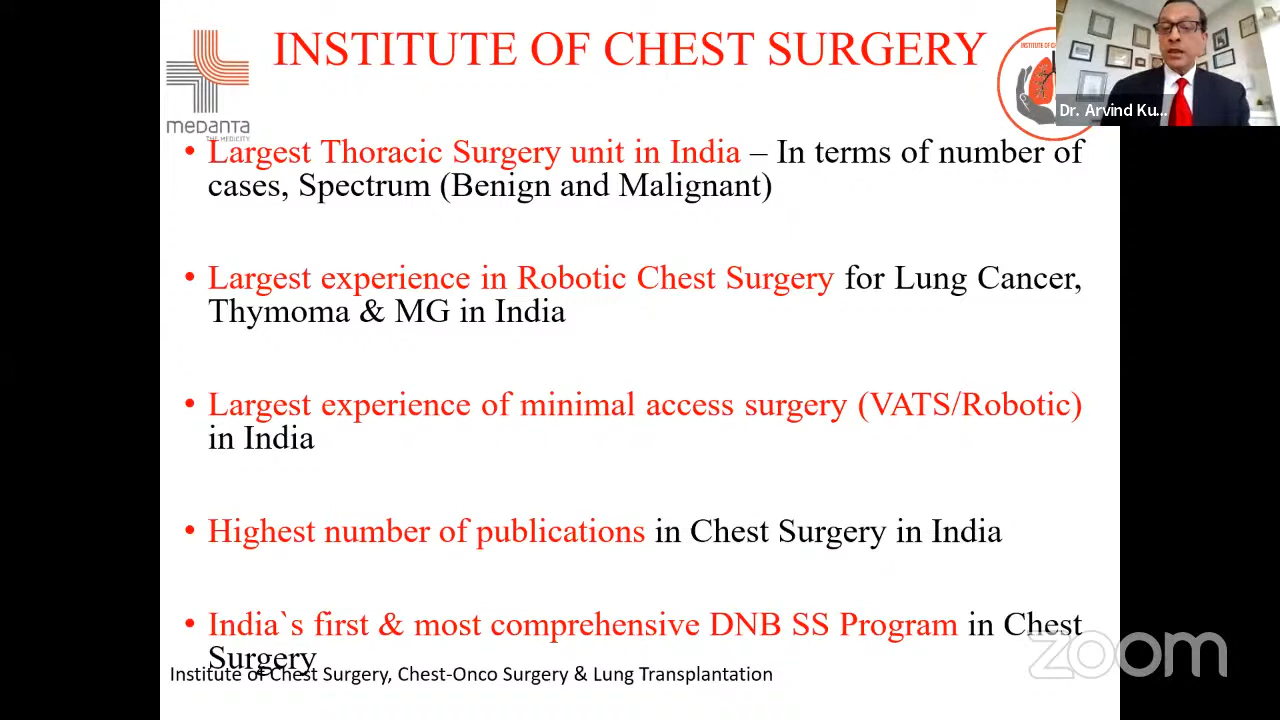 INSTITUTE OF CHEST SURGERY
medanta
THE MEDICITY
INSTITUTE OF
Dr. Arvind Ku...
• Largest Thoracic Surgery unit in India – In terms of number of
cases, Spectrum (Benign and Malignant)
• Largest experience in Robotic Chest Surgery for Lung Cancer,
Thymoma & MG in India
• Largest experience of minimal access surgery (VATS/Robotic)
in India
• Highest number of publications in Chest Surgery in India
• India`s first & most comprehensive DNB SS Program in Chest
Surgery
Institute of Chest Surgery, Chest-Onco Surgery & Lung Transplantation
zoom